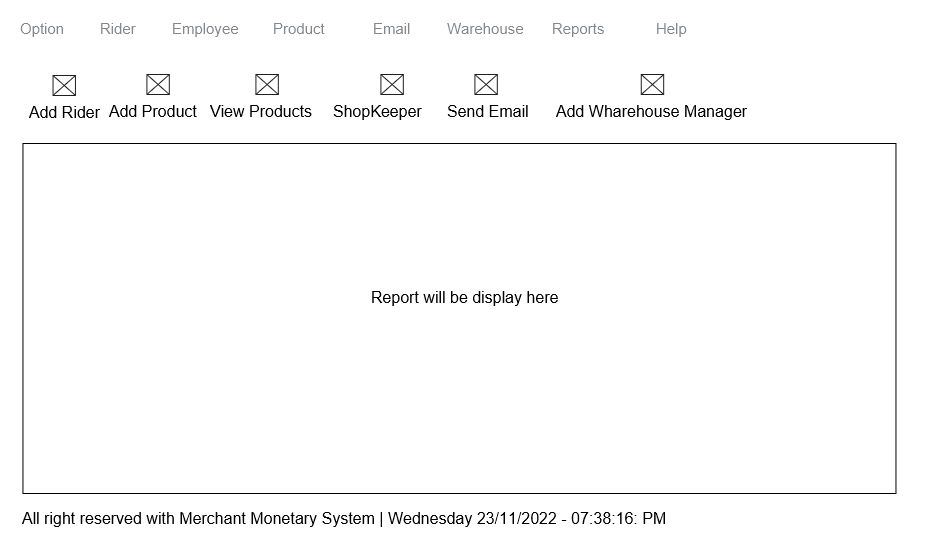 Option Rider Employee Product Email Warehouse Reports Help
Add Rider Add Product View Products ShopKeeper Send Email Add Wharehouse Manager
Report will be display here
All right reserved with Merchant Monetary System | Wednesday 23/11/2022 - 07:38:16: PM